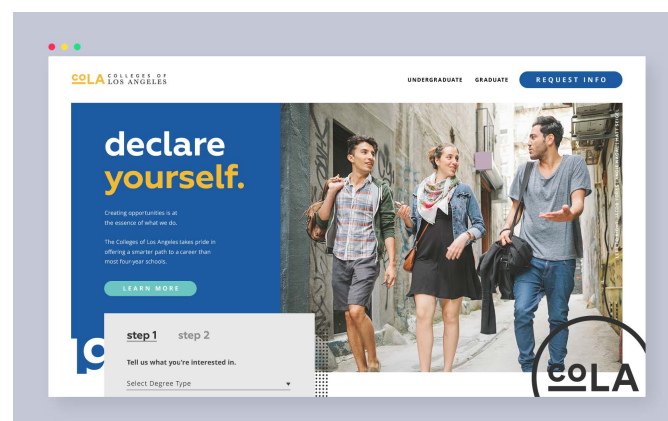 COLA COLLEGES OF
LOS ANGELES
UNDERGRADUATE GRADUATE REQUEST INFO
declare
yourself.
Creating opportunities is at
the essence of what we do.
The Colleges of Los Angeles takes pride in
offering a smarter path to a career than
most four-year schools.
LEARN MORE
step 1 step 2
Tell us what you're interested in.
Select Degree Type
COLA